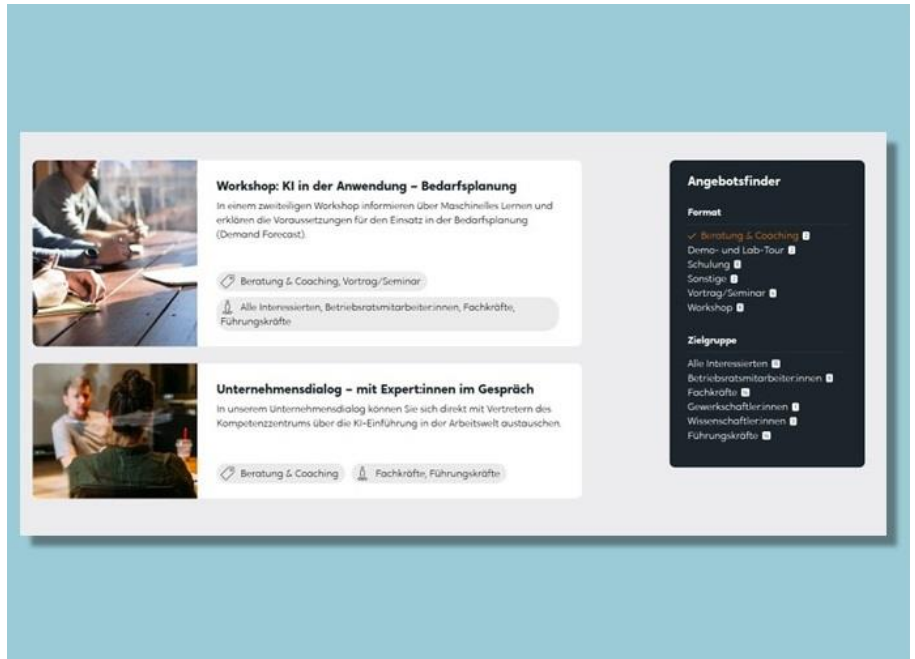 Workshop: KI in der Anwendung – Bedarfsplanung
In einem zweiteiligen Workshop informieren über Maschinelles Lernen und
erklären die Voraussetzungen für den Einsatz in der Bedarfsplanung
(Demand Forecast).
Beratung & Coaching, Vortrag/Seminar
Alle Interessierten, Betriebsratsmitarbeiter:innen, Fachkräfte,
Führungskräfte
Unternehmensdialog – mit Expert:innen im Gespräch
In unserem Unternehmensdialog können Sie sich direkt mit Vertretern des
Kompetenzzentrums über die KI-Einführung in der Arbeitswelt austauschen.
Beratung & Coaching
Fachkräfte, Führungskräfte
Angebotsfinder
Format
Beratung & Coaching
Demo- und Lab-Tour
Schulung
Sonstige
Vortrag/Seminar
Workshop
Zielgruppe
Alle Interessierten
Betriebsratsmitarbeiter:innen
Fachkräfte
Gewerkschaftler:innen
Wissenschaftler:innen
Führungskräfte